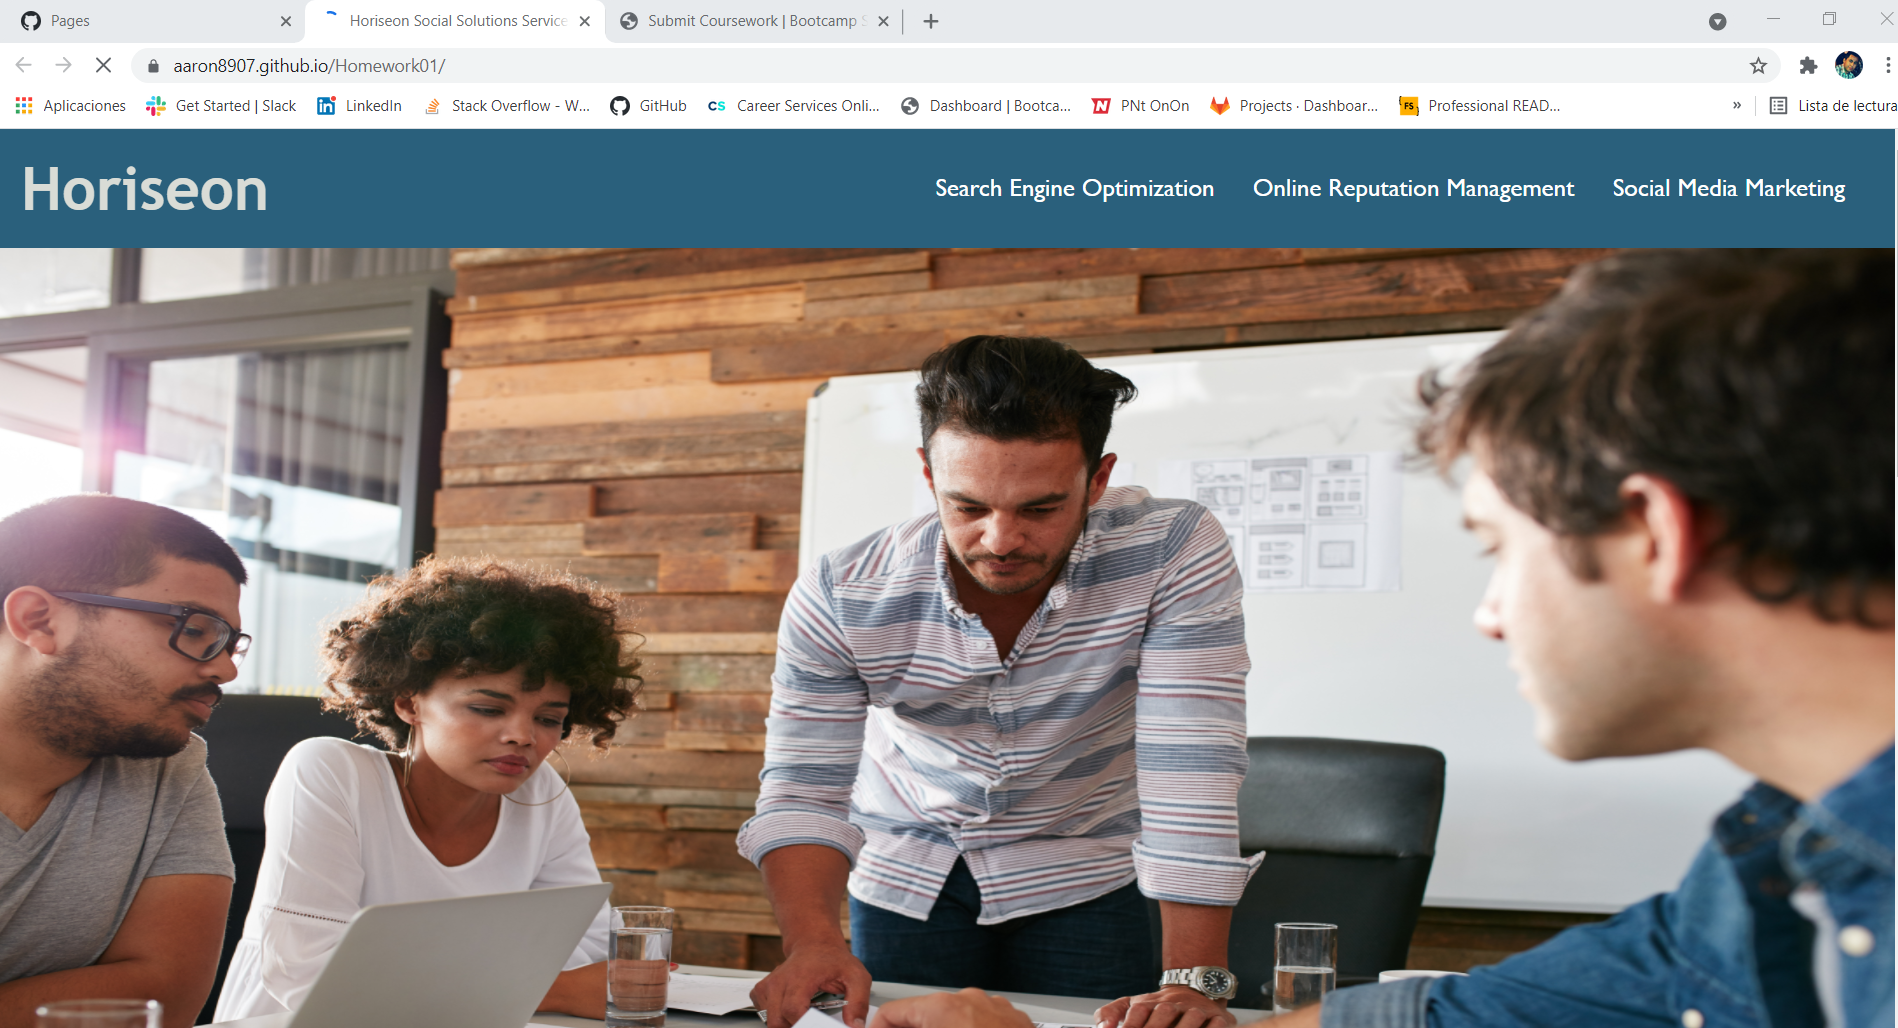 Pages
Horiseon Social Solutions Service
Submit Coursework | Bootcamp S
aaron8907.github.io/Homework01/
Aplicaciones
Get Started | Slack
LinkedIn
Stack Overflow - W...
GitHub
CS
Career Services Onli...
Dashboard | Bootca...
N
PNt OnOn
Projects · Dashboar...
FS
Professional READ...
»
Lista de lectura
Horiseon
Search Engine Optimization
Online Reputation Management
Social Media Marketing